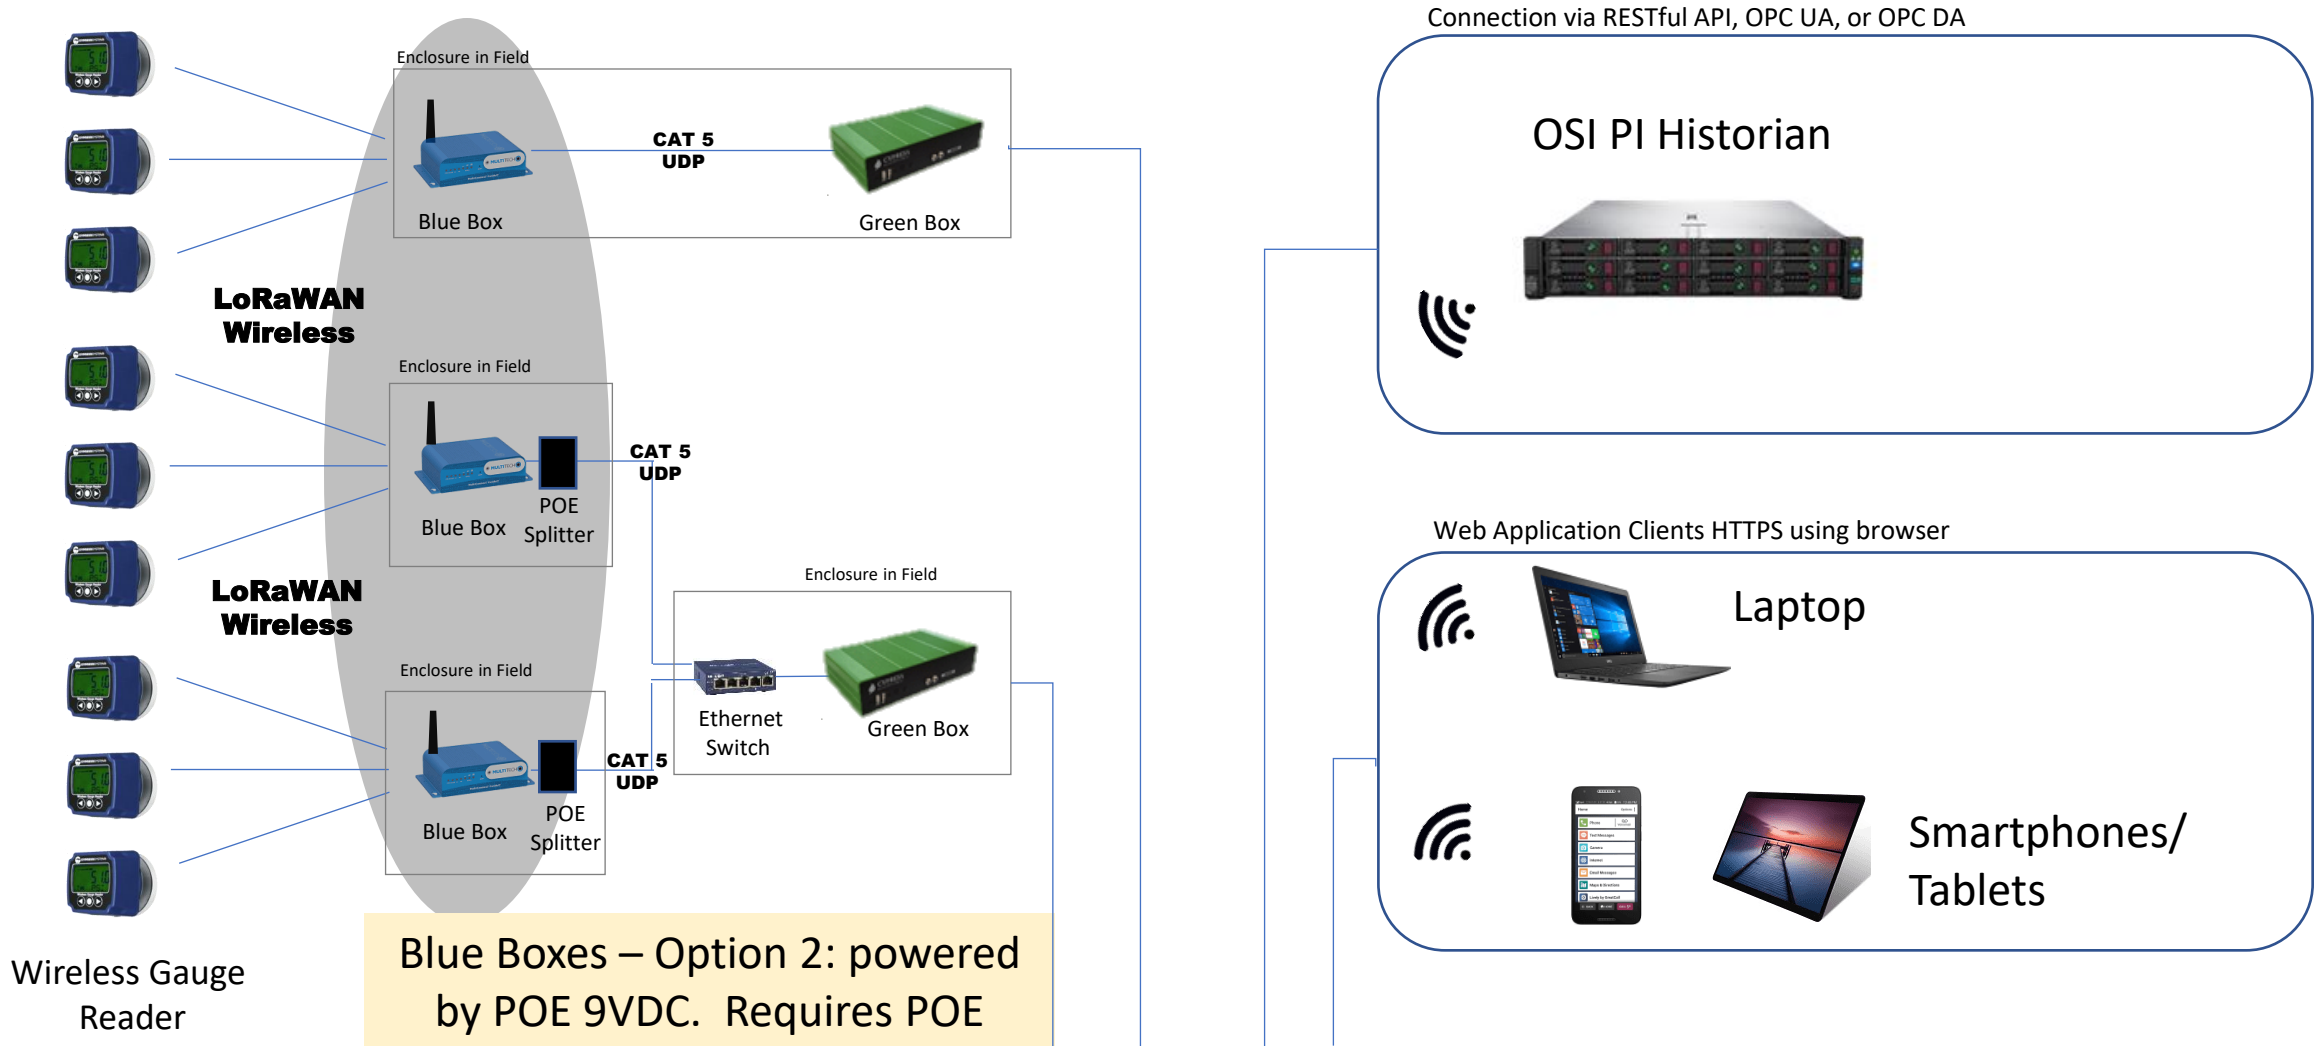 Connection via RESTful API, OPC UA, or OPC DA
Enclosure in Field
CAT 5
UDP
Blue Box
Green Box
OSI PI Historian
LoRaWAN
Wireless
Enclosure in Field
CAT 5
UDP
POE
Splitter
Blue Box
Web Application Clients HTTPS using browser
Laptop
LoRaWAN
Wireless
Enclosure in Field
Enclosure in Field
Ethernet
Switch
Green Box
CAT 5
UDP
POE
Splitter
Blue Box
Smartphones/
Tablets
Wireless Gauge
Reader
Blue Boxes – Option 2: powered
by POE 9VDC.  Requires POE